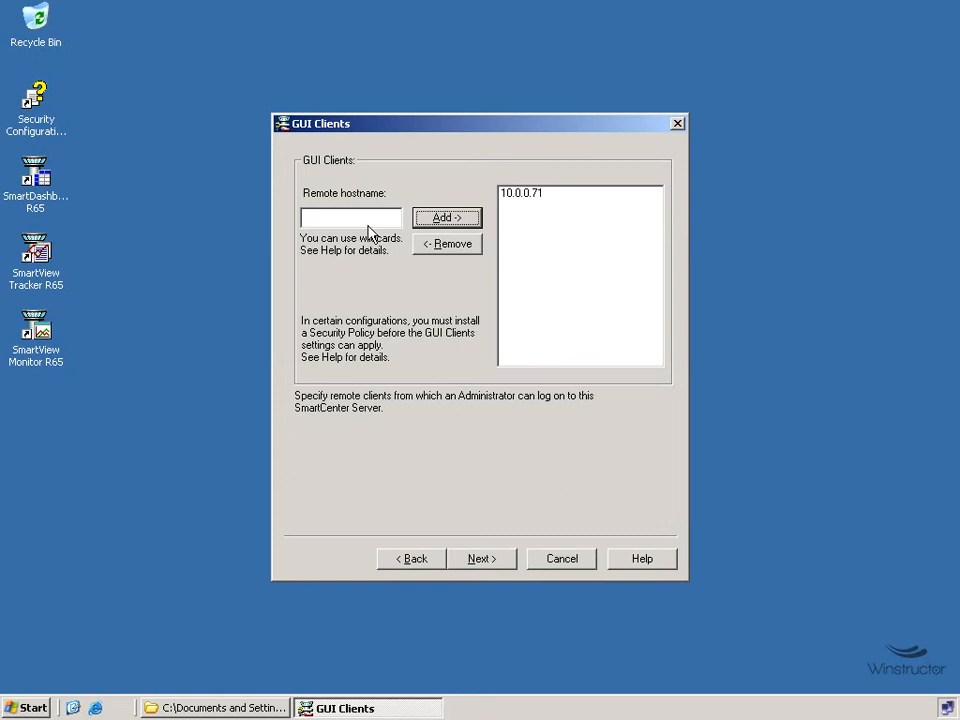 Recycle Bin
Security
Configurati...
SmartDashb...
R65
SmartView
Tracker R65
SmartView
Monitor R65
GUI Clients
GUI Clients:
Remote hostname:
10.0.0.71
Add ->
You can use wildcards.
See Help for details.
<- Remove
In certain configurations, you must install
a Security Policy before the GUI Clients
settings can apply.
See Help for details.
Specify remote clients from which an Administrator can log on to this
SmartCenter Server.
< Back
Next >
Cancel
Help
Winstructor
Start
C:\Documents and Settin...
GUI Clients